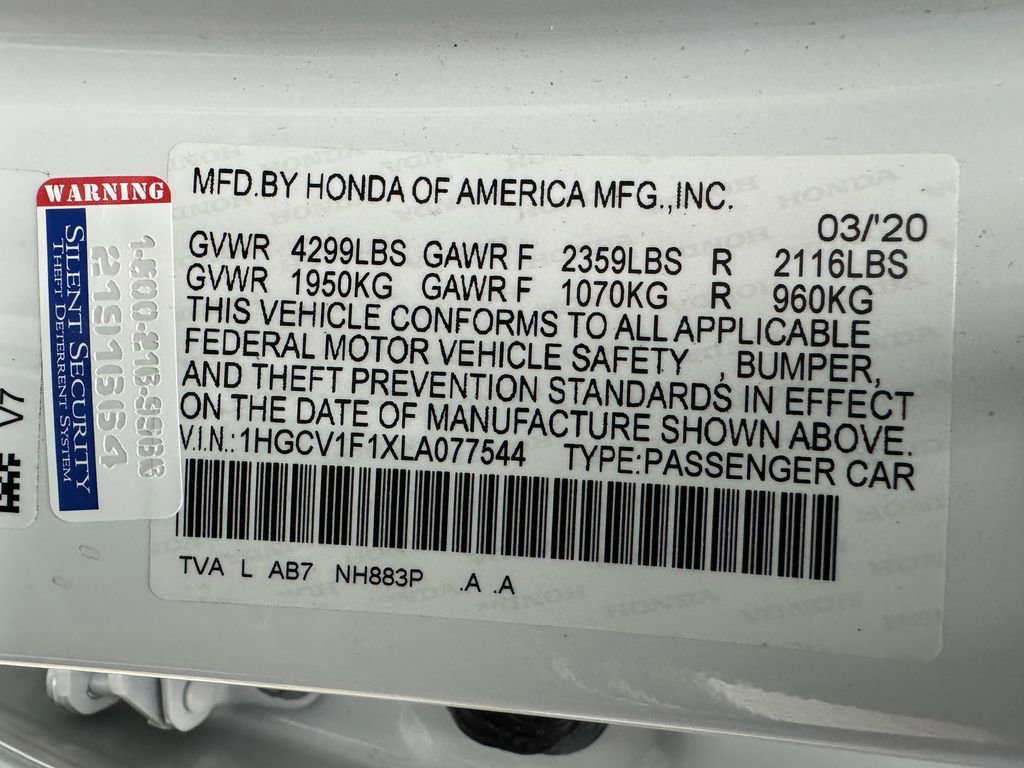 MFD.BY HONDA OF AMERICA MFG.,INC.
03/'20
GVWR 4299LBS GAWR F 2359LBS R 2116LBS
GVWR 1950KG GAWR F 1070KG R 960KG
THIS VEHICLE CONFORMS TO ALL APPLICABLE
FEDERAL MOTOR VEHICLE SAFETY , BUMPER,
AND THEFT PREVENTION STANDARDS IN EFFECT
ON THE DATE OF MANUFACTURE SHOWN ABOVE.
V.I.N.:1HGCV1F1XLA077544 TYPE:PASSENGER CAR
TVA L AB7 NH883P .A .A
WARNING
SILENT SECURITY
THEFT DETERRENT SYSTEM
V7
HONDA